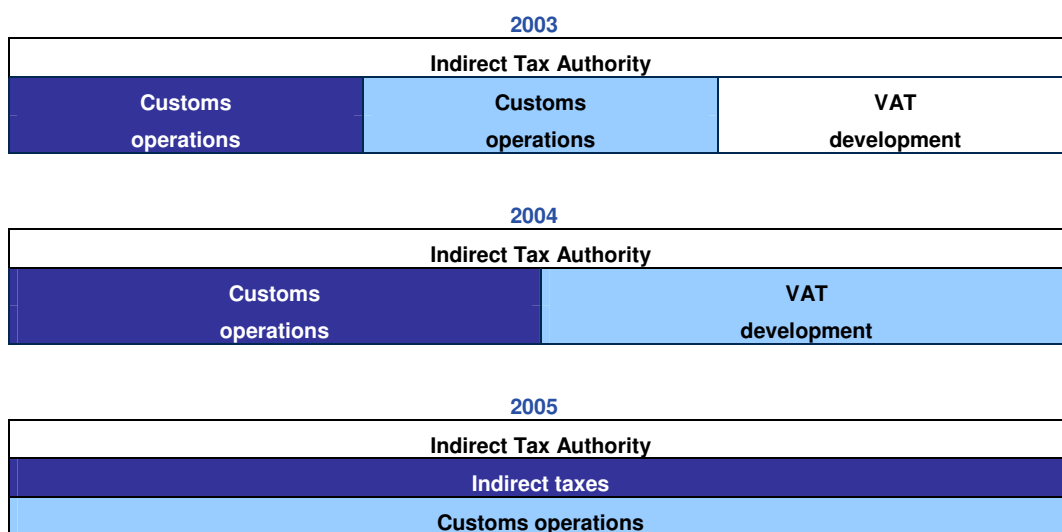 2003
Indirect Tax Authority
Customs Customs VAT
operations operations development
2004
Indirect Tax Authority
Customs VAT
operations development
2005
Indirect Tax Authority
Indirect taxes
Customs operations